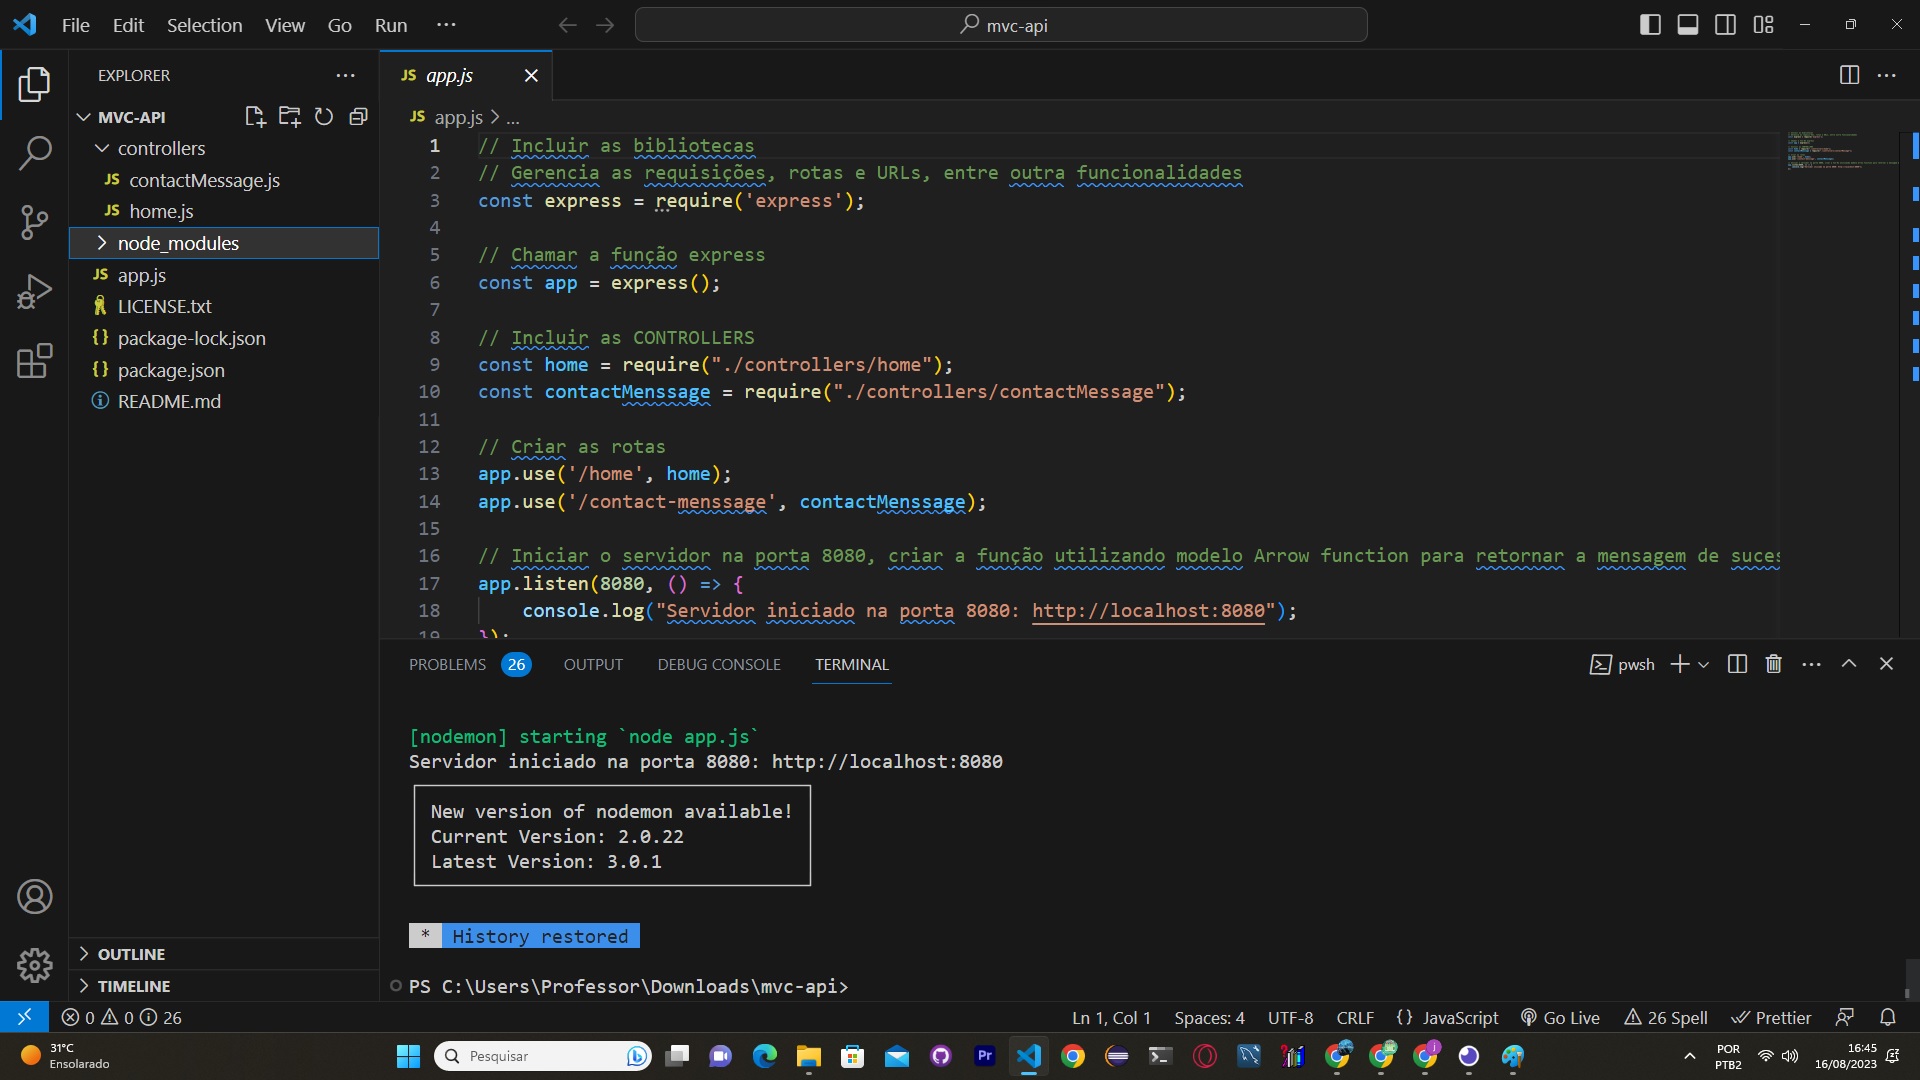 File Edit Selection View Go Run ···
mvc-api
EXPLORER
MVC-API
controllers
JS contactMessage.js
JS home.js
node_modules
JS app.js
LICENSE.txt
{} package-lock.json
{} package.json
README.md
OUTLINE
TIMELINE
JS app.js
JS app.js > ...
1 // Incluir as bibliotecas
2 // Gerencia as requisições, rotas e URLs, entre outra funcionalidades
3 const express = require('express');
4
5 // Chamar a função express
6 const app = express();
7
8 // Incluir as CONTROLLERS
9 const home = require("./controllers/home");
10 const contactMenssage = require("./controllers/contactMessage");
11
12 // Criar as rotas
13 app.use('/home', home);
14 app.use('/contact-menssage', contactMenssage);
15
16 // Iniciar o servidor na porta 8080, criar a função utilizando modelo Arrow function para retornar a mensagem de suces
17 app.listen(8080, () => {
18 console.log("Servidor iniciado na porta 8080: http://localhost:8080");
19 });
PROBLEMS 26 OUTPUT DEBUG CONSOLE TERMINAL
pwsh
[nodemon] starting `node app.js`
Servidor iniciado na porta 8080: http://localhost:8080
New version of nodemon available!
Current Version: 2.0.22
Latest Version: 3.0.1
* History restored
PS C:\Users\Professor\Downloads\mvc-api>
0 0 26
Ln 1, Col 1 Spaces: 4 UTF-8 CRLF {} JavaScript Go Live 26 Spell Prettier
31°C
Ensolarado
Pesquisar
Pr
POR
PTB2
16:45
16/08/2023